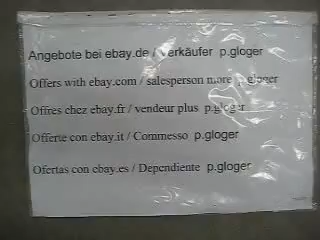 Angebote bei ebay.de / Verkäufer p.gloger
Offers with ebay.com / salesperson more p.gloger
Offres chez ebay.fr / vendeur plus p.gloger
Offerte con ebay.it / Commesso p.gloger
Ofertas con ebay.es / Dependiente p.gloger